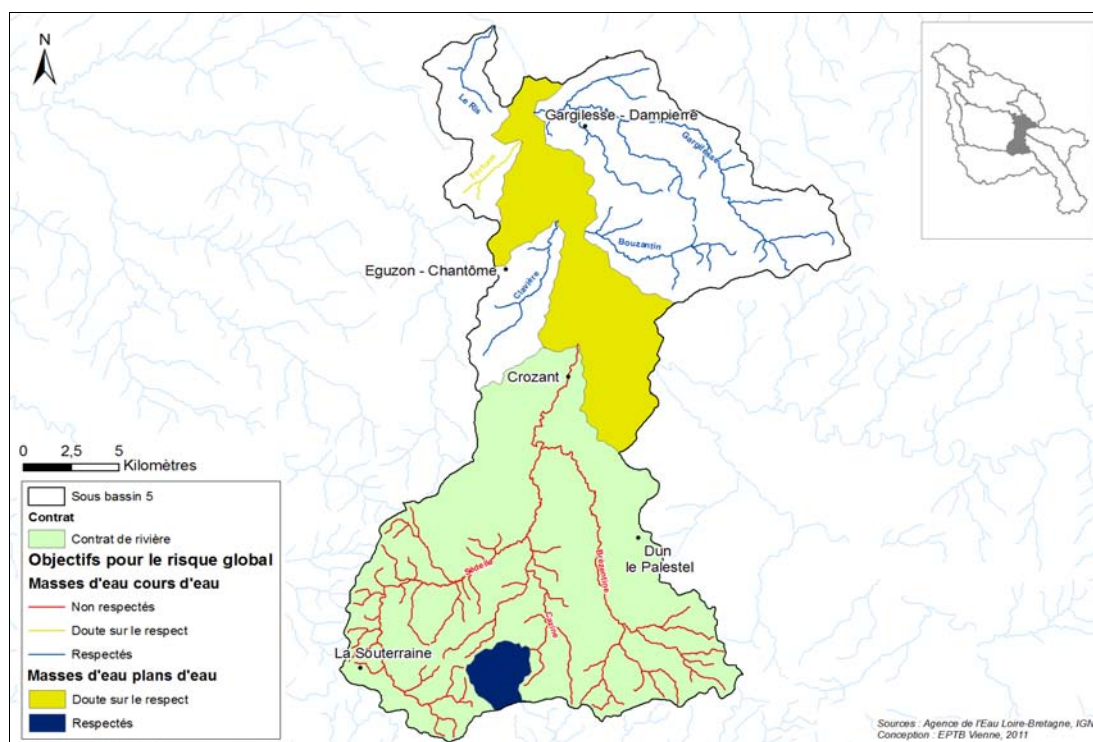 N
Le Ris
Gargilesse - Dampierre
Gargilesse
Fortune
Bouzantin
Eguzon - Chantôme
Clavière
Crozant
0 2,5 5
Kilomètres
Sous bassin 5
Contrat
Contrat de rivière
Objectifs pour le risque global
Masses d'eau cours d'eau
Non respectés
Doute sur le respect
Respectés
Masses d'eau plans d'eau
Doute sur le respect
Respectés
Dun
le Palestel
Sédelle
Brézentine
Cazine
La Souterraine
Sources : Agence de l'Eau Loire-Bretagne, IGN
Conception : EPTB Vienne, 2011